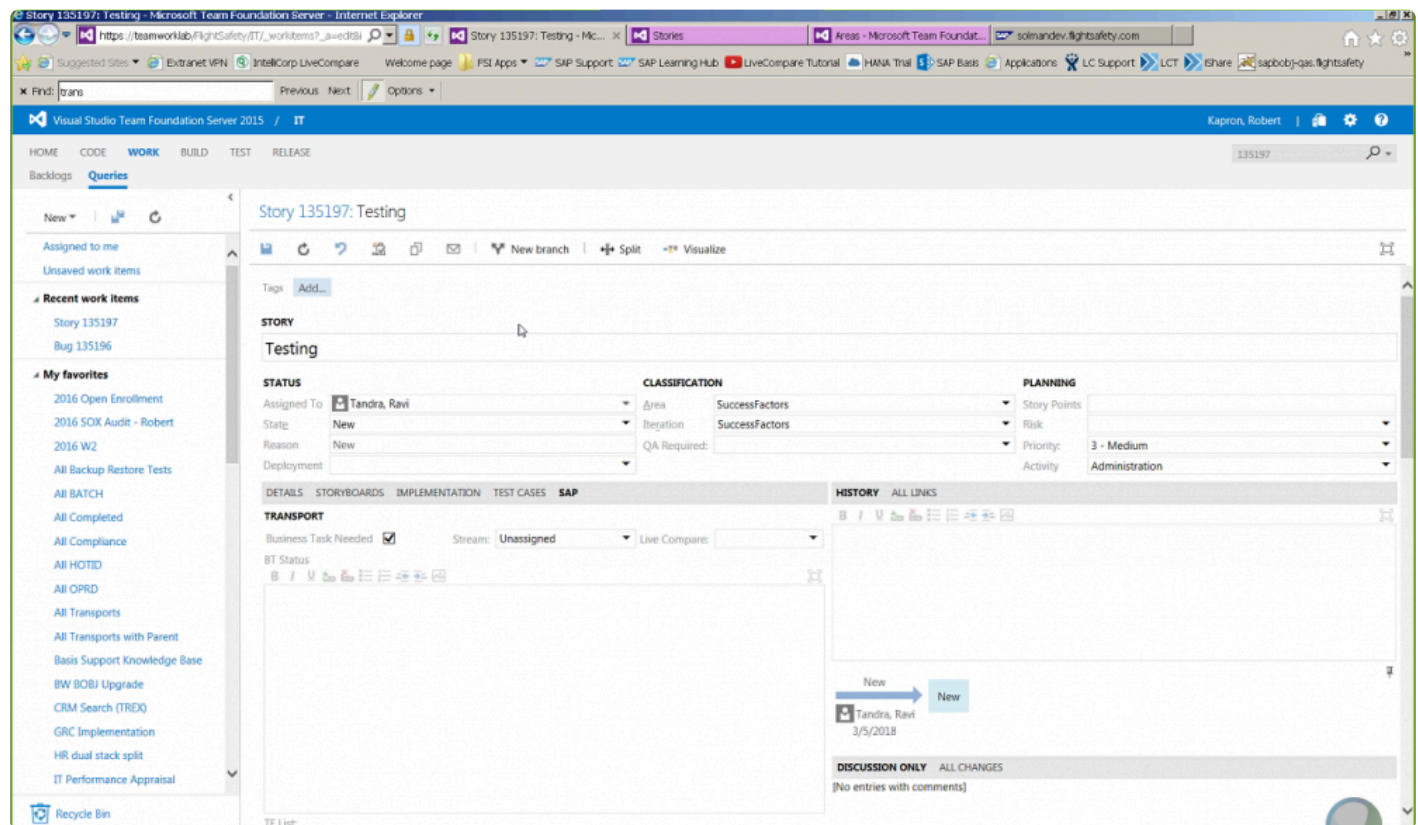 Story 135197: Testing - Microsoft Team Foundation Server - Internet Explorer
https://teamworklab/FlightSafety/IT/_workitems?_a=edit&i
Story 135197: Testing - Mic... ×
Stories
Areas - Microsoft Team Foundat...
solmandev.flightsafety.com
Suggested Sites
Extranet VPN
IntelliCorp LiveCompare
Welcome page
FSI Apps
SAP Support
SAP Learning Hub
LiveCompare Tutorial
HANA Trial
SAP Basis
Applications
LC Support
LCT
iShare
sapbobj-qas.flightsafety
× Find: trans
Previous Next
Options
Visual Studio Team Foundation Server 2015 / IT
Kapron, Robert |
HOME CODE WORK BUILD TEST RELEASE
135197
Backlogs Queries
New
Story 135197: Testing
Assigned to me
New branch
Split
Visualize
Unsaved work items
Tags Add...
Recent work items
Story 135197
Bug 135196
STORY
Testing
My favorites
2016 Open Enrollment
2016 SOX Audit - Robert
2016 W2
All Backup Restore Tests
All BATCH
All Completed
All Compliance
All HOTID
All OPRD
All Transports
All Transports with Parent
Basis Support Knowledge Base
BW BOBJ Upgrade
CRM Search (TREX)
GRC Implementation
HR dual stack split
IT Performance Appraisal
Recycle Bin
STATUS
Assigned To Tandra, Ravi
State New
Reason New
Deployment
CLASSIFICATION
Area SuccessFactors
Iteration SuccessFactors
QA Required:
PLANNING
Story Points
Risk
Priority: 3 - Medium
Activity Administration
DETAILS STORYBOARDS IMPLEMENTATION TEST CASES SAP
TRANSPORT
Business Task Needed
Stream: Unassigned
Live Compare:
BT Status
B I U
TE List:
HISTORY ALL LINKS
B I U
New
New
Tandra, Ravi
3/5/2018
DISCUSSION ONLY ALL CHANGES
[No entries with comments]